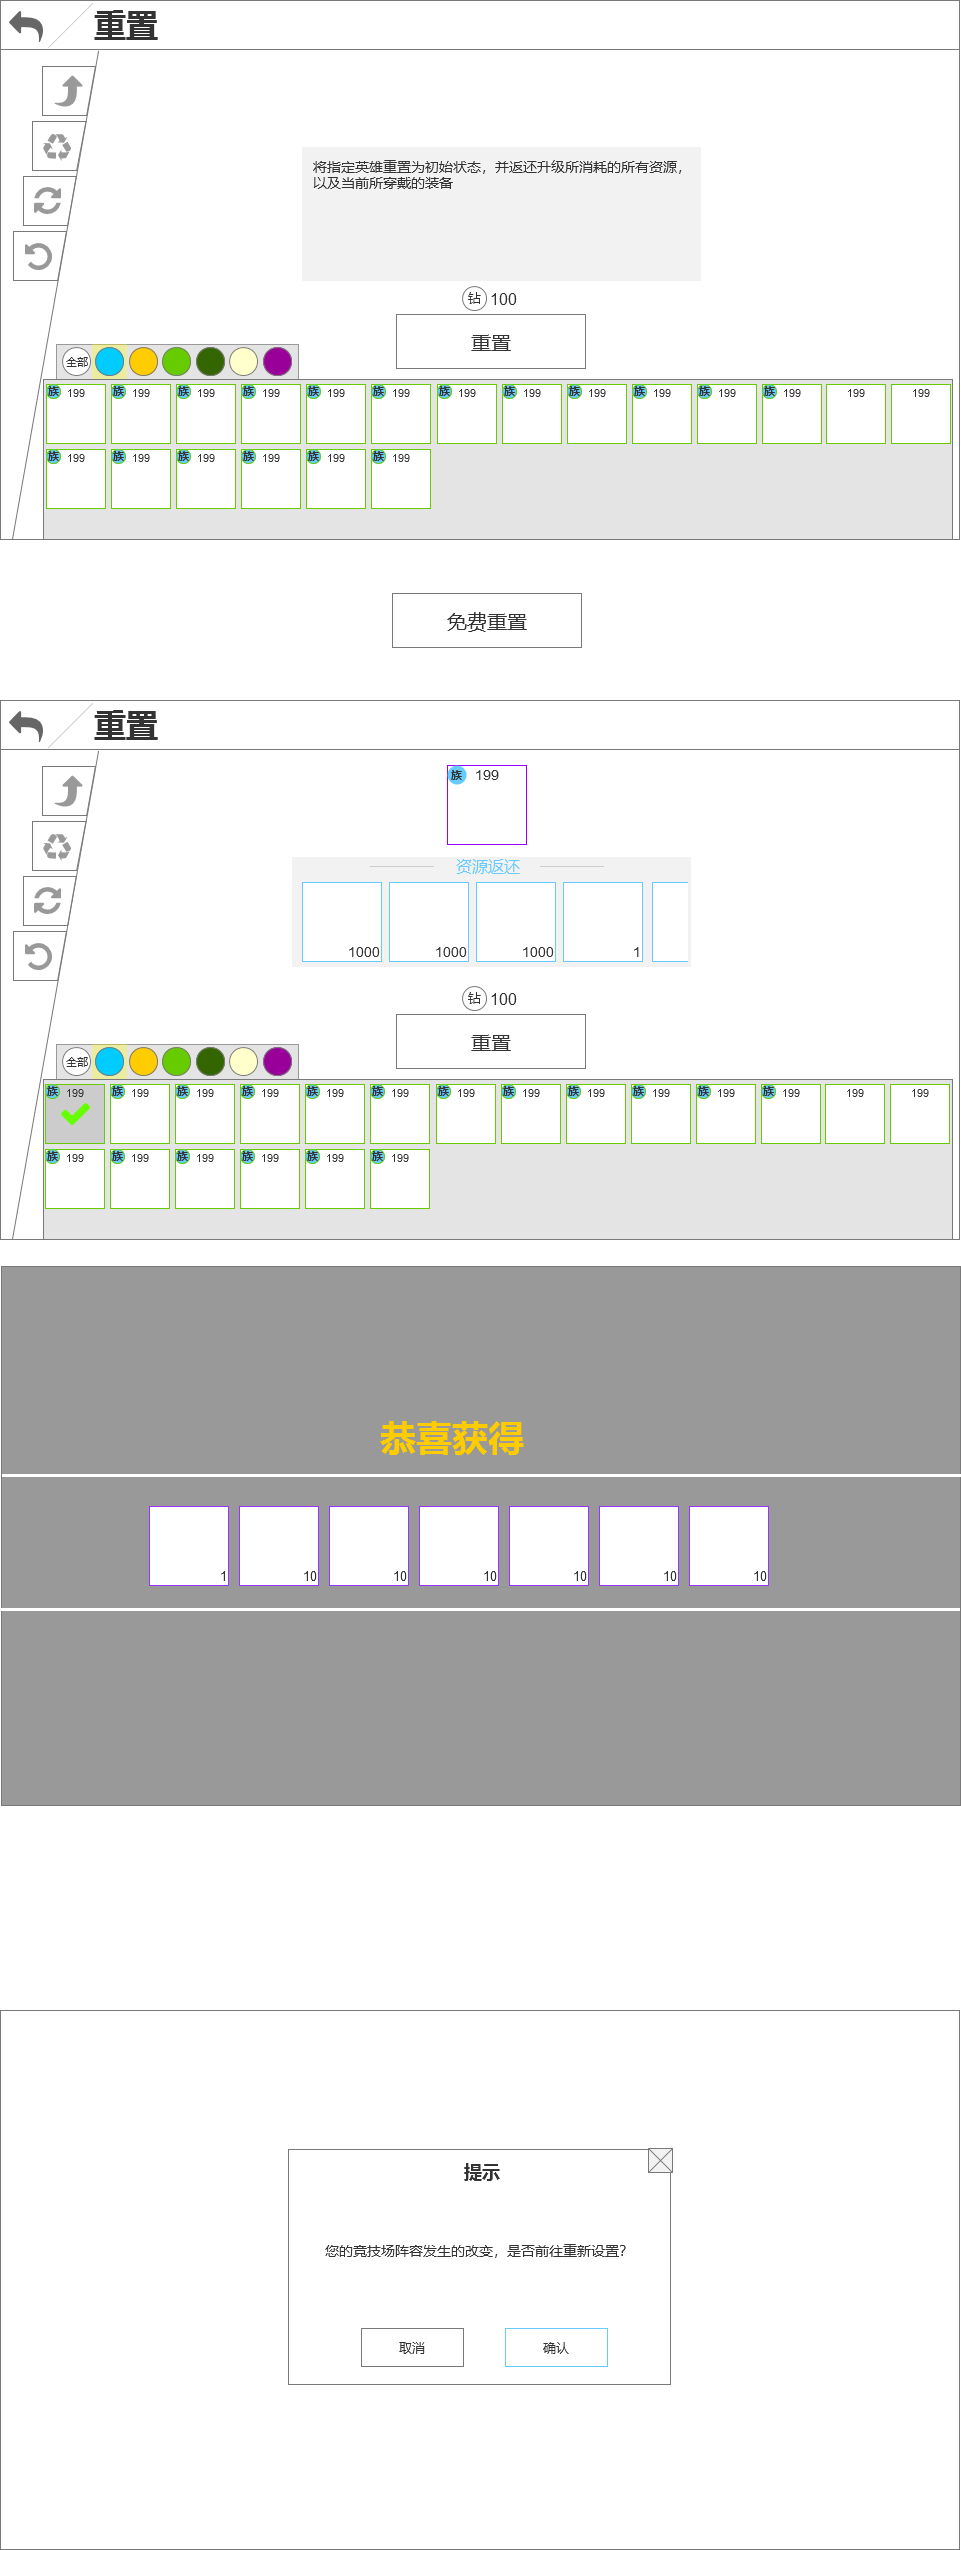 重置
将指定英雄重置为初始状态，并返还升级所消耗的所有资源，
以及当前所穿戴的装备
钻 100
重置
全部
族 199 族 199 族 199 族 199 族 199 族 199 族 199 族 199 族 199 族 199 族 199 族 199 199 199
族 199 族 199 族 199 族 199 族 199 族 199
免费重置
重置
族 199
资源返还
1000 1000 1000 1
钻 100
重置
全部
族 199 族 199 族 199 族 199 族 199 族 199 族 199 族 199 族 199 族 199 族 199 族 199 199 199
族 199 族 199 族 199 族 199 族 199 族 199
恭喜获得
1 10 10 10 10 10 10
提示
您的竟技场阵容发生的改变，是否前往重新设置？
取消 确认